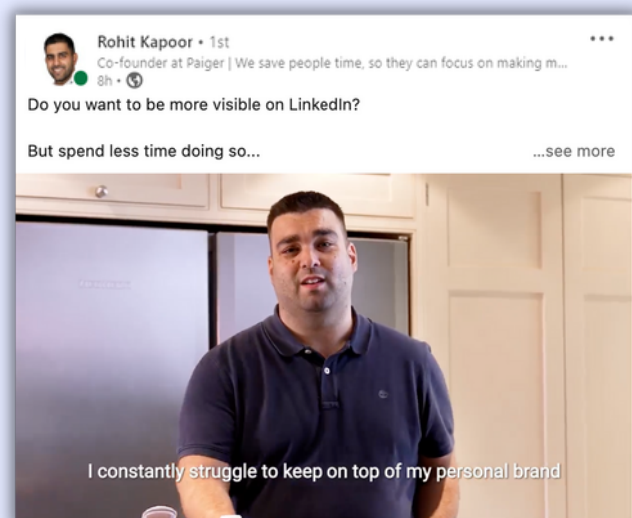 Rohit Kapoor • 1st
Co-founder at Paiger | We save people time, so they can focus on making m...
8h •
Do you want to be more visible on LinkedIn?
But spend less time doing so...
...see more
I constantly struggle to keep on top of my personal brand